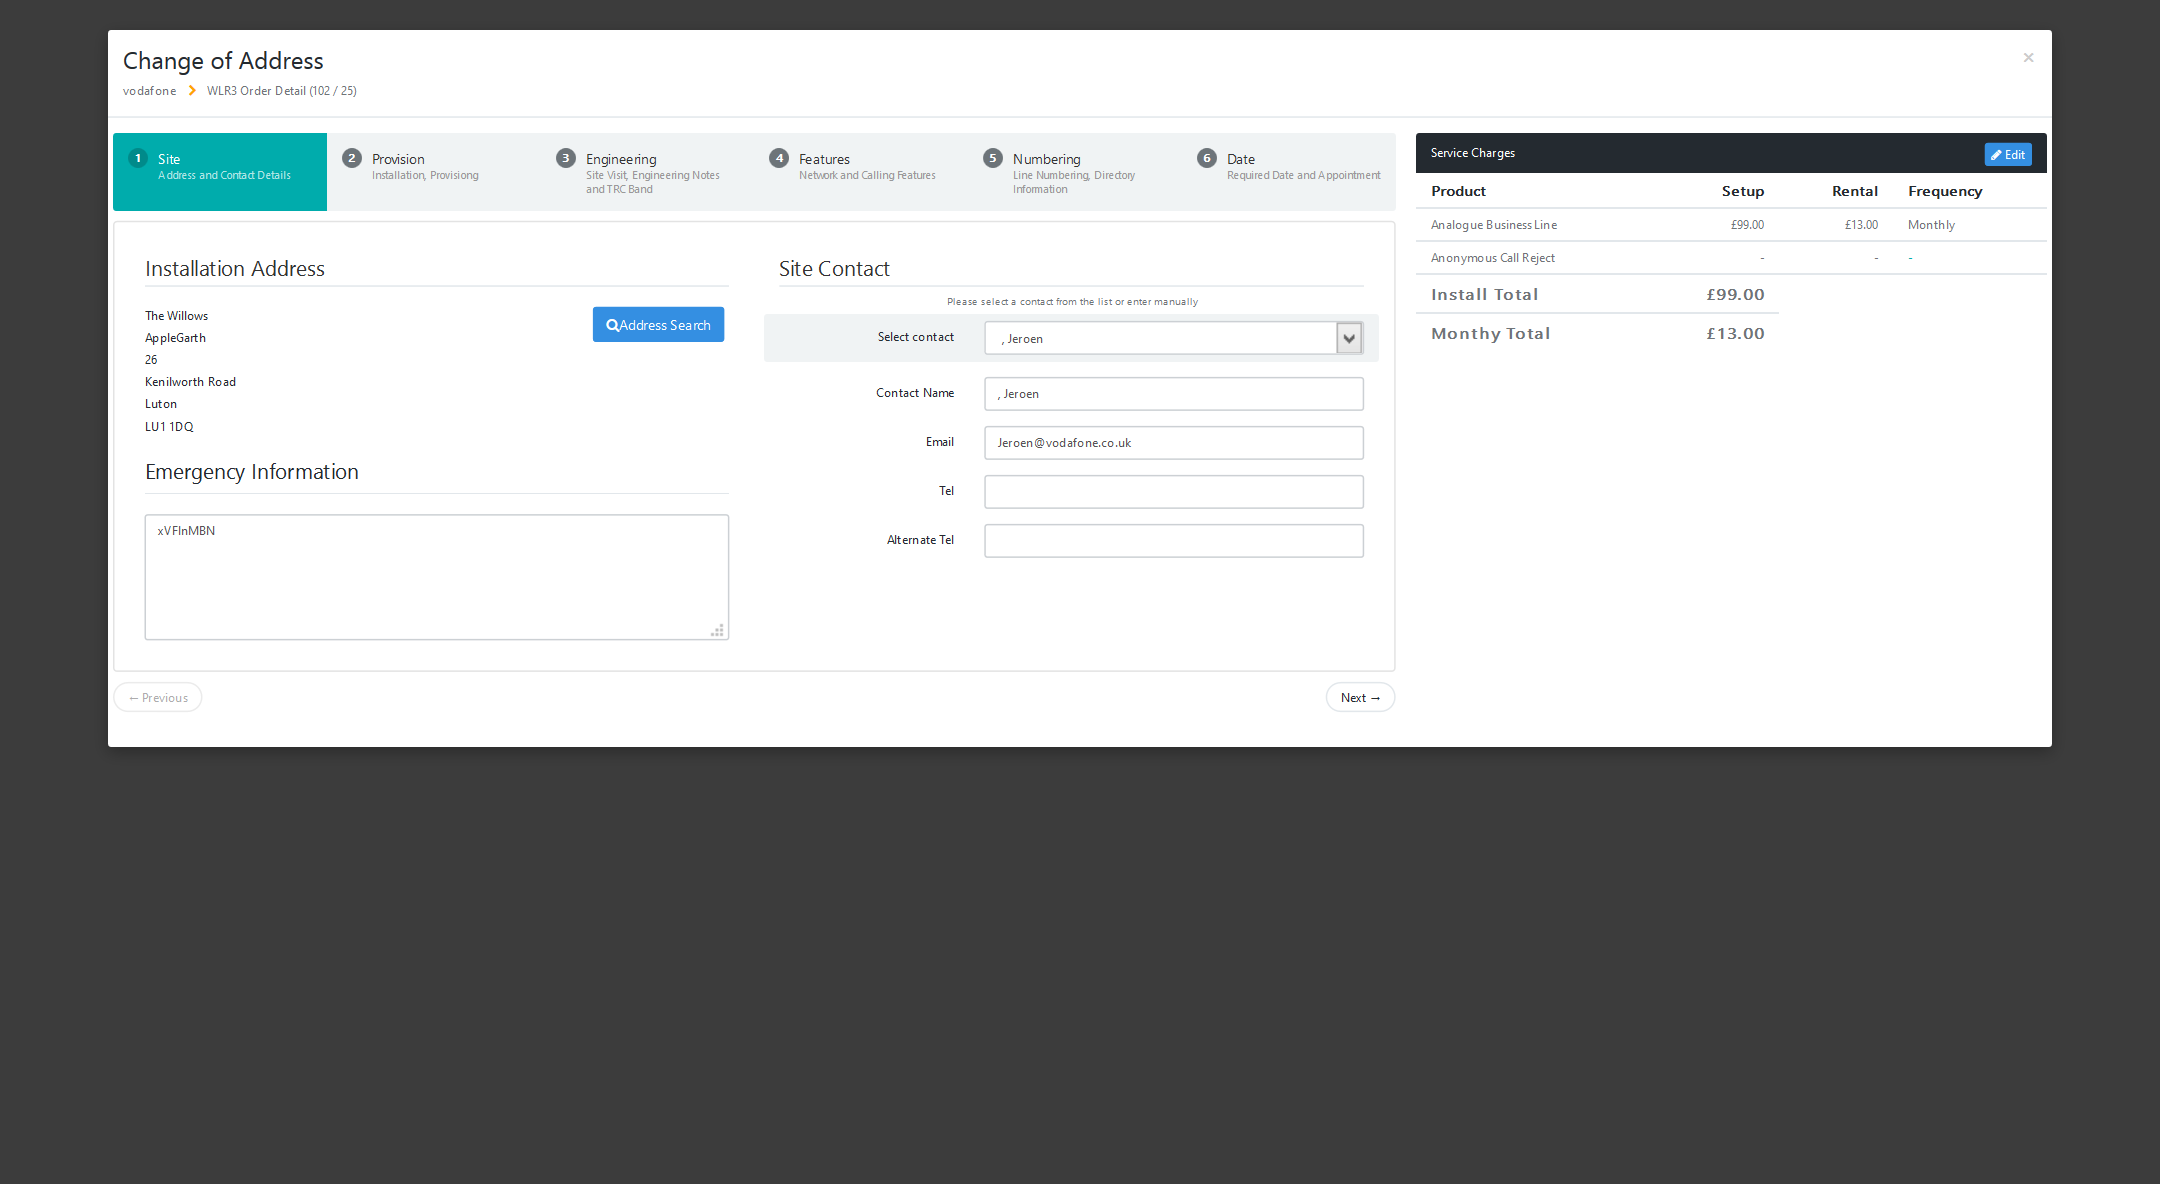 Change of Address
×
vodafone WLR3 Order Detail (102 / 25)
1 Site
Address and Contact Details
2 Provision
Installation, Provisiong
3 Engineering
Site Visit, Engineering Notes
and TRC Band
4 Features
Network and Calling Features
5 Numbering
Line Numbering, Directory
Information
6 Date
Required Date and Appointment
Installation Address
The Willows
AppleGarth
26
Kenilworth Road
Luton
LU1 1DQ
Address Search
Emergency Information
xVFInMBN
Site Contact
Please select a contact from the list or enter manually
Select contact , Jeroen
Contact Name , Jeroen
Email Jeroen@vodafone.co.uk
Tel
Alternate Tel
← Previous
Next →
Service Charges Edit
Product Setup Rental Frequency
Analogue Business Line £99.00 £13.00 Monthly
Anonymous Call Reject - - -
Install Total £99.00
Monthy Total £13.00